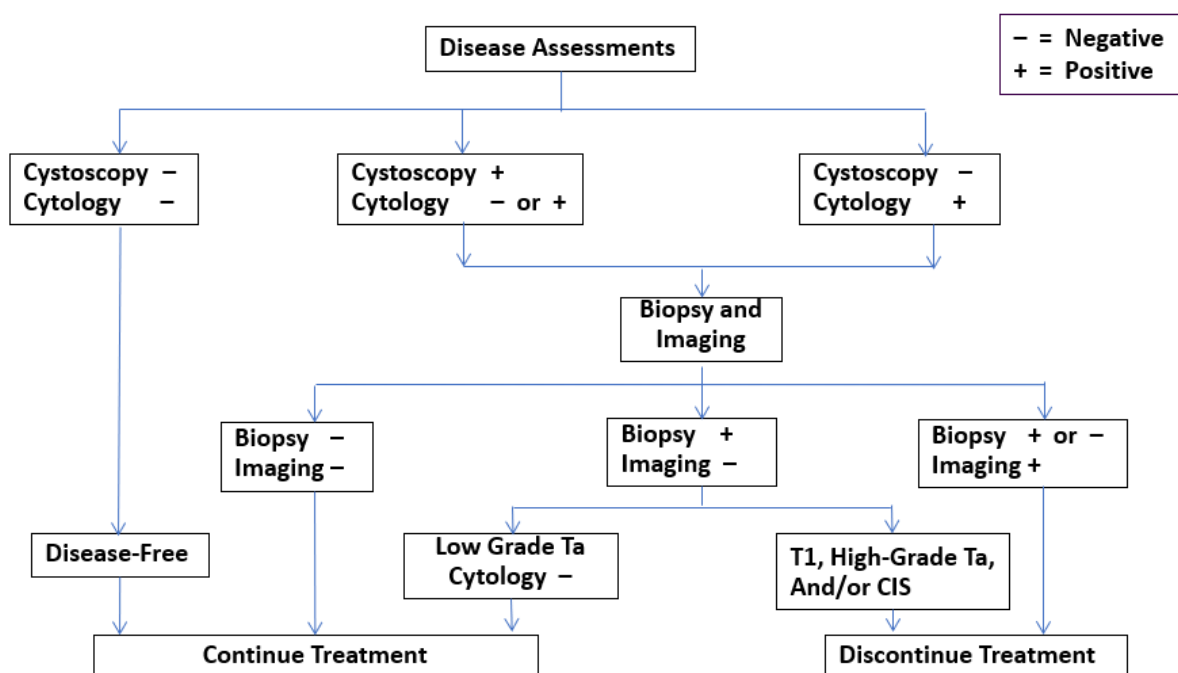 Disease Assessments
– = Negative
+ = Positive
Cystoscopy –
Cytology –
Cystoscopy +
Cytology – or +
Cystoscopy –
Cytology +
Biopsy and
Imaging
Biopsy –
Imaging –
Biopsy +
Imaging –
Biopsy + or –
Imaging +
Disease-Free
Low Grade Ta
Cytology –
T1, High-Grade Ta,
And/or CIS
Continue Treatment
Discontinue Treatment